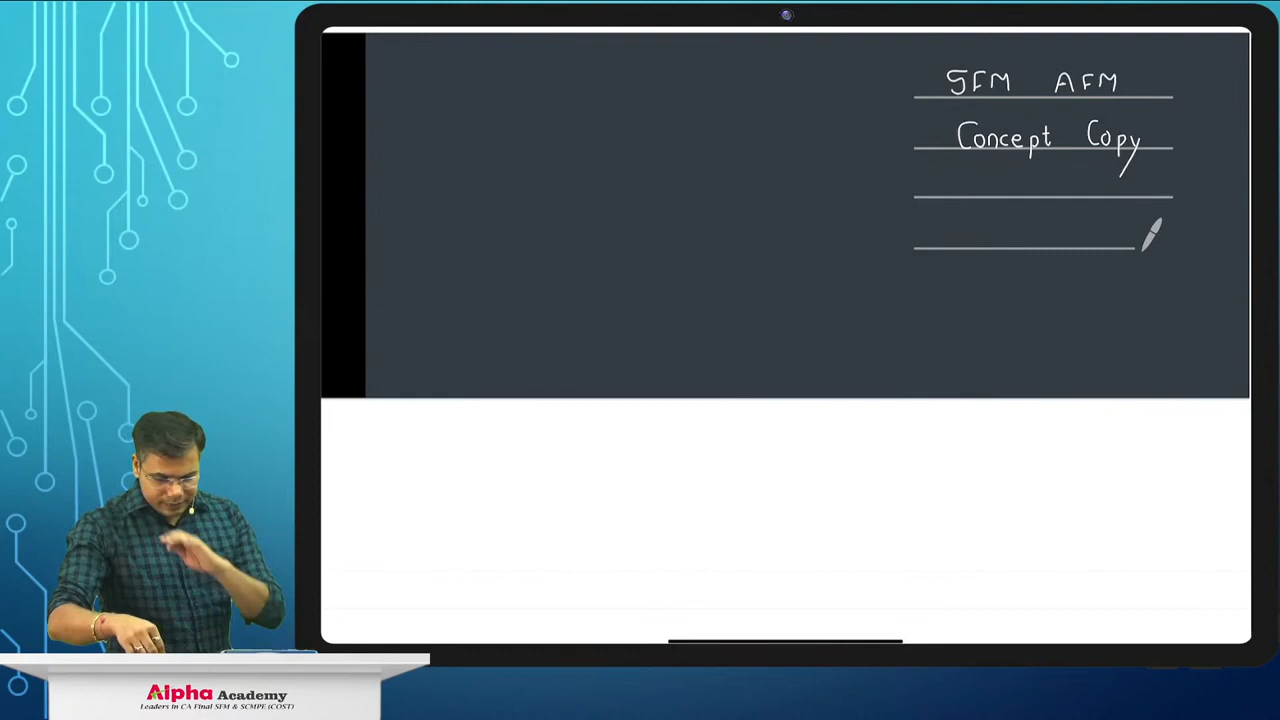 SFM AFM
Concept Copy
Alpha Academy
Leaders in CA Final SFM & SCMPE (COST)